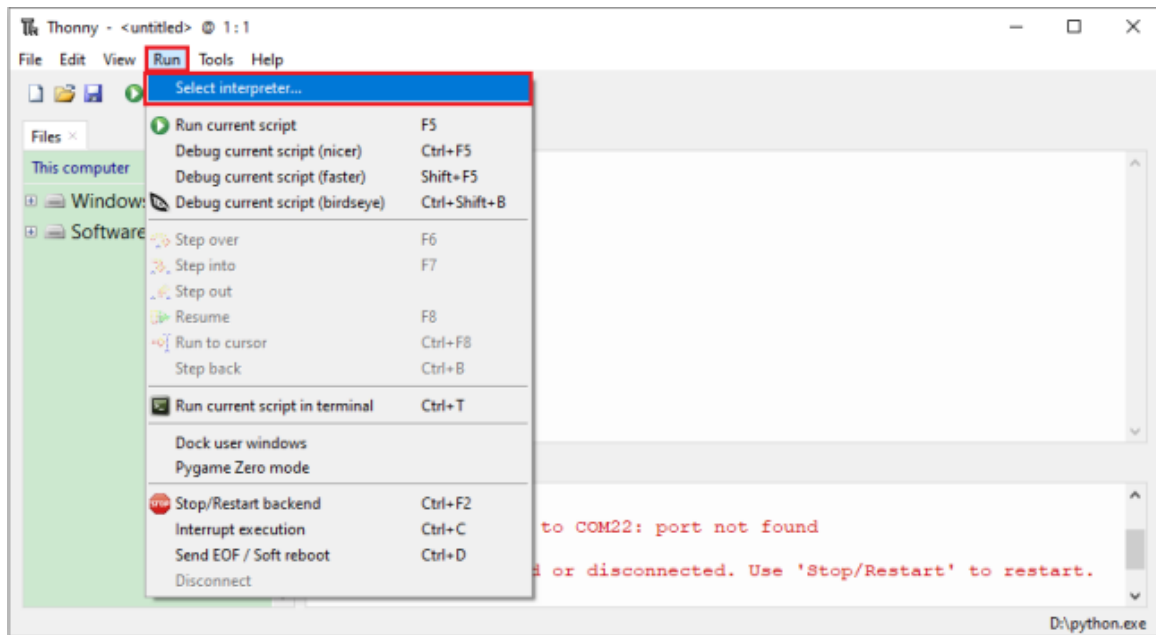 Thonny - <untitled> @ 1:1
File Edit View Run Tools Help
Select interpreter...
Files ×
Run current script F5
Debug current script (nicer) Ctrl+F5
This computer
Debug current script (faster) Shift+F5
Windows Debug current script (birdseye) Ctrl+Shift+B
Software
Step over F6
Step into F7
Step out
Resume F8
Run to cursor Ctrl+F8
Step back Ctrl+B
Run current script in terminal Ctrl+T
Dock user windows
Pygame Zero mode
STOP Stop/Restart backend Ctrl+F2
Interrupt execution Ctrl+C
to COM22: port not found
Send EOF / Soft reboot Ctrl+D
or disconnected. Use 'Stop/Restart' to restart.
Disconnect
D:\python.exe